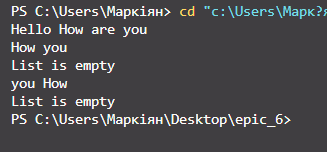 PS C:\Users\Маркіян> cd "c:\Users\Марк?я
Hello How are you
How you
List is empty
you How
List is empty
PS C:\Users\Маркіян\Desktop\epic_6>